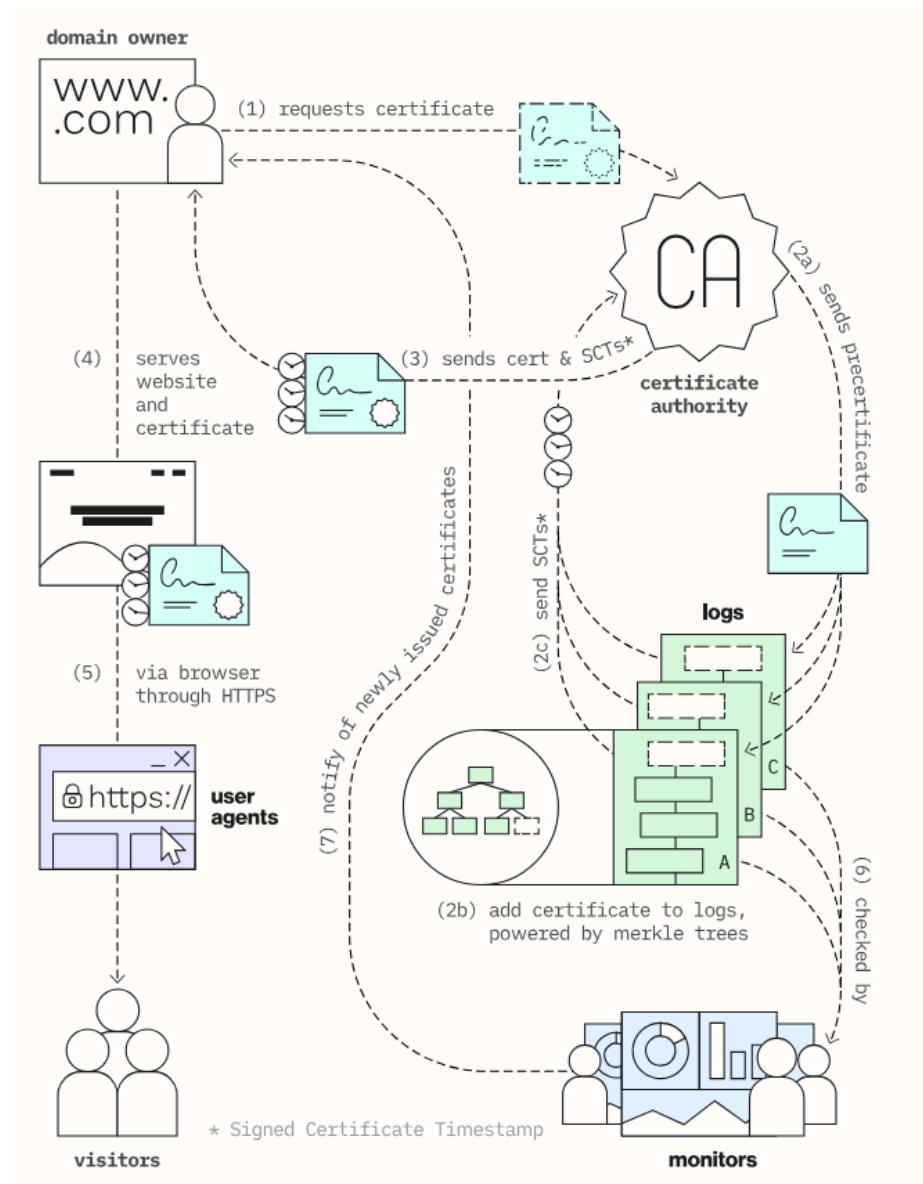 domain owner
www.
.com
(1) requests certificate
CA
certificate
authority
(2a) sends precertificate
(3) sends cert & SCTs*
(4) serves
website
and
certificate
(2c) send SCTs*
logs
C
B
A
(2b) add certificate to logs,
powered by merkle trees
(5) via browser
through HTTPS
https://
user
agents
(6) checked by
(7) notify of newly issued certificates
visitors
* Signed Certificate Timestamp
monitors